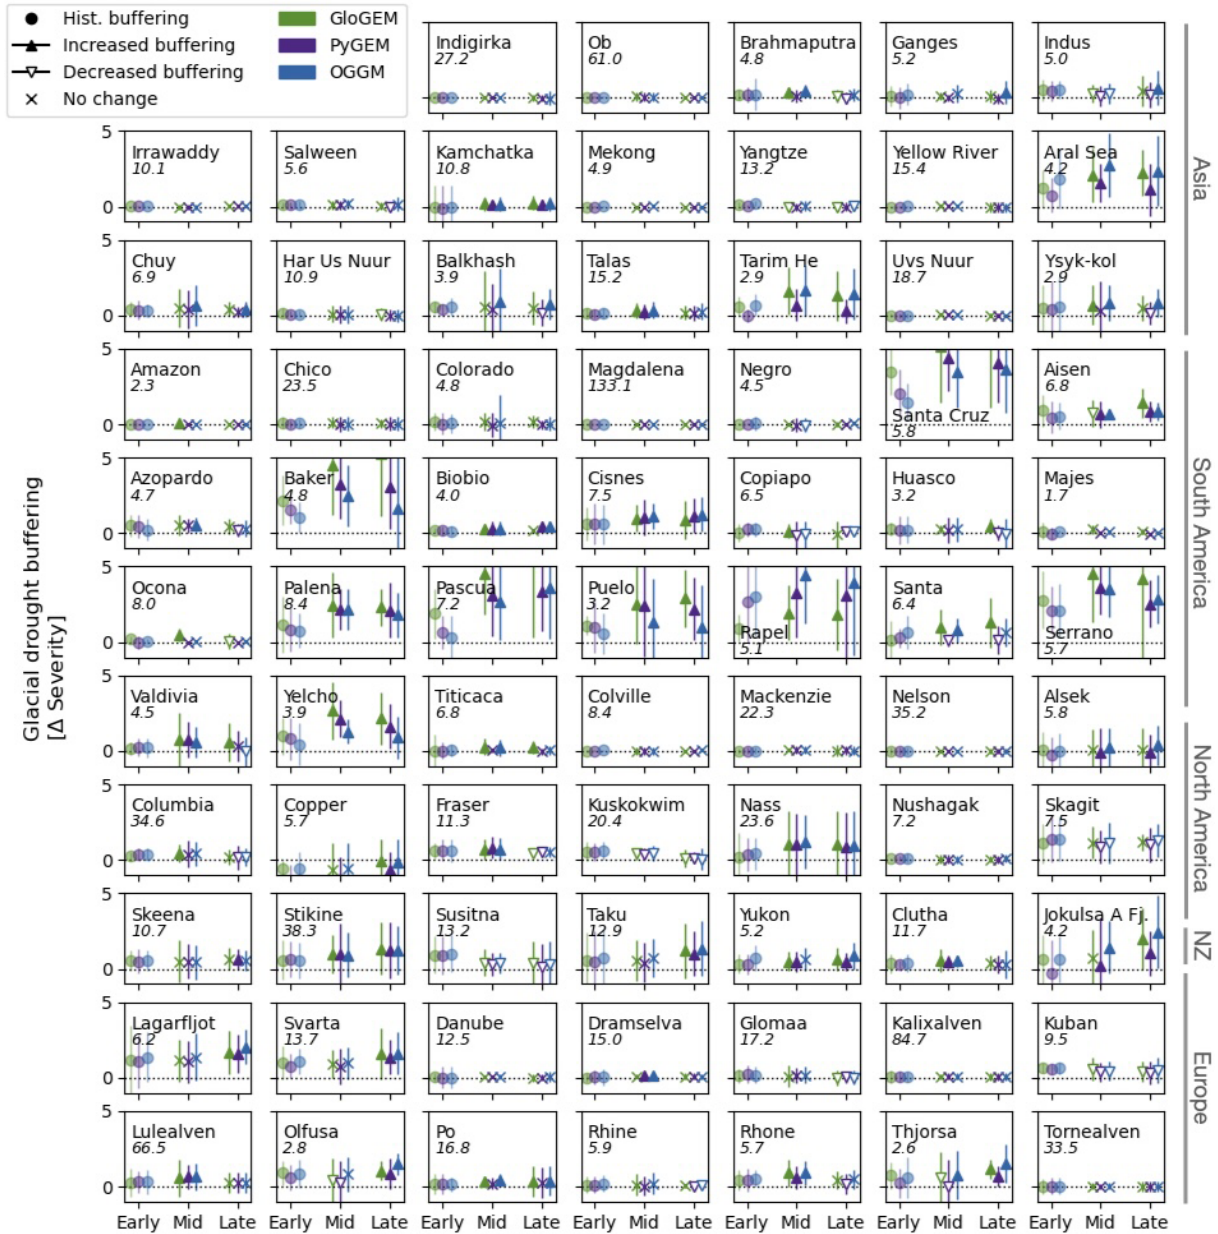 Hist. buffering
Increased buffering
Decreased buffering
No change
GloGEM
PyGEM
OGGM
Indigirka
27.2
Ob
61.0
Brahmaputra
4.8
Ganges
5.2
Indus
5.0
5
0
Irrawaddy
10.1
Salween
5.6
Kamchatka
10.8
Mekong
4.9
Yangtze
13.2
Yellow River
15.4
Aral Sea
4.2
Asia
5
0
Chuy
6.9
Har Us Nuur
10.9
Balkhash
3.9
Talas
15.2
Tarim He
2.9
Uvs Nuur
18.7
Ysyk-kol
2.9
5
0
Amazon
2.3
Chico
23.5
Colorado
4.8
Magdalena
133.1
Negro
4.5
Santa Cruz
5.8
Aisen
6.8
5
0
Azopardo
4.7
Baker
4.8
Biobio
4.0
Cisnes
7.5
Copiapo
6.5
Huasco
3.2
Majes
1.7
South America
5
0
Ocona
8.0
Palena
8.4
Pascua
7.2
Puelo
3.2
Rapel
5.1
Santa
6.4
Serrano
5.7
Glacial drought buffering
[Δ Severity]
5
0
Valdivia
4.5
Yelcho
3.9
Titicaca
6.8
Colville
8.4
Mackenzie
22.3
Nelson
35.2
Alsek
5.8
5
0
Columbia
34.6
Copper
5.7
Fraser
11.3
Kuskokwim
20.4
Nass
23.6
Nushagak
7.2
Skagit
7.5
North America
5
0
Skeena
10.7
Stikine
38.3
Susitna
13.2
Taku
12.9
Yukon
5.2
Clutha
11.7
Jokulsa A Fj.
4.2
NZ
5
0
Lagarfljot
6.2
Svarta
13.7
Danube
12.5
Dramselva
15.0
Glomaa
17.2
Kalixalven
84.7
Kuban
9.5
Europe
5
0
Lulealven
66.5
Olfusa
2.8
Po
16.8
Rhine
5.9
Rhone
5.7
Thjorsa
2.6
Tornealven
33.5
Early Mid Late
Early Mid Late
Early Mid Late
Early Mid Late
Early Mid Late
Early Mid Late
Early Mid Late